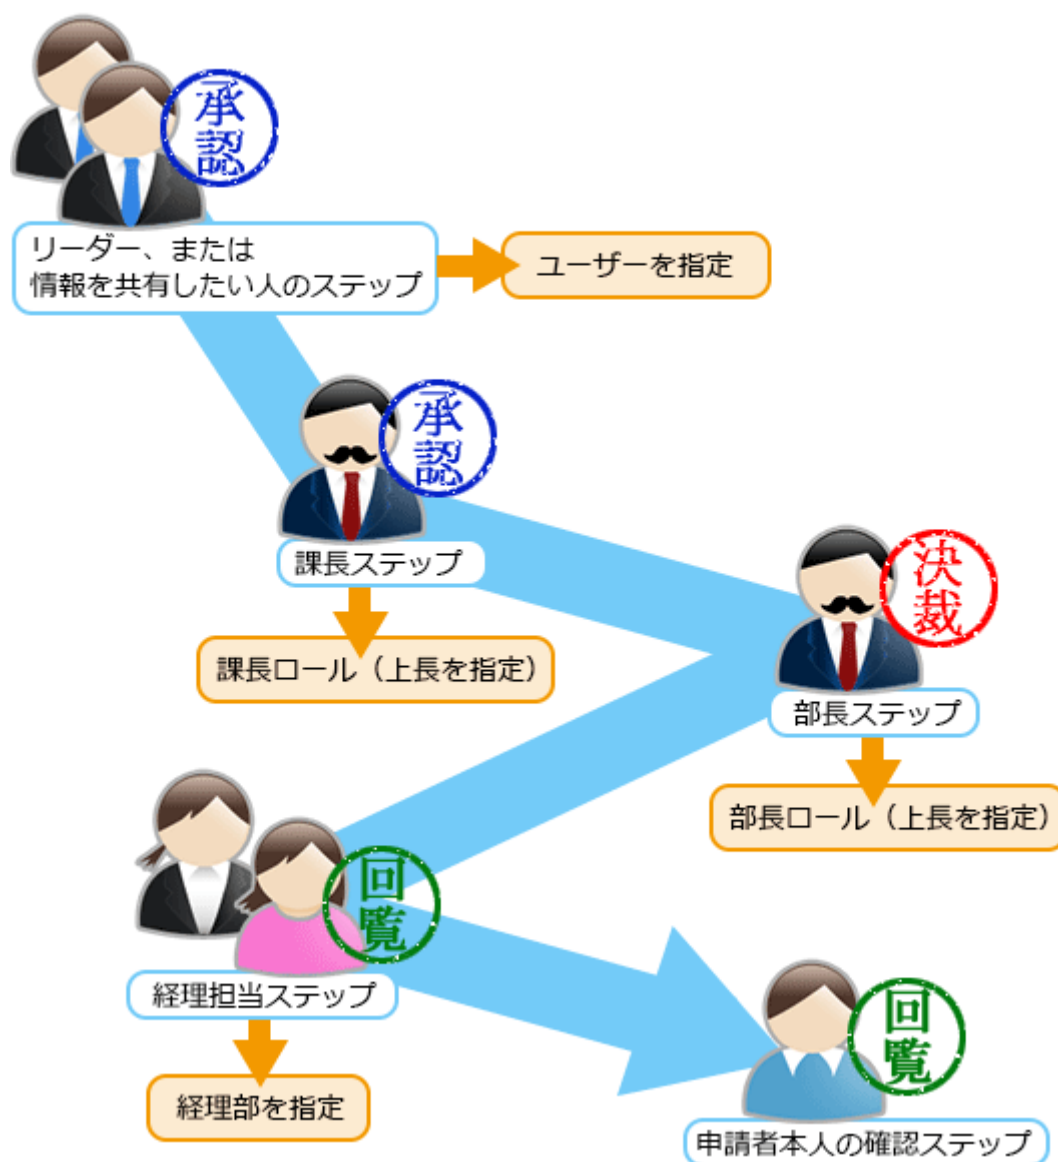 承認
リーダー、または
情報を共有したい人のステップ
ユーザーを指定
承認
課長ステップ
課長ロール（上長を指定）
決裁
部長ステップ
部長ロール（上長を指定）
回覧
経理担当ステップ
経理部を指定
回覧
申請者本人の確認ステップ